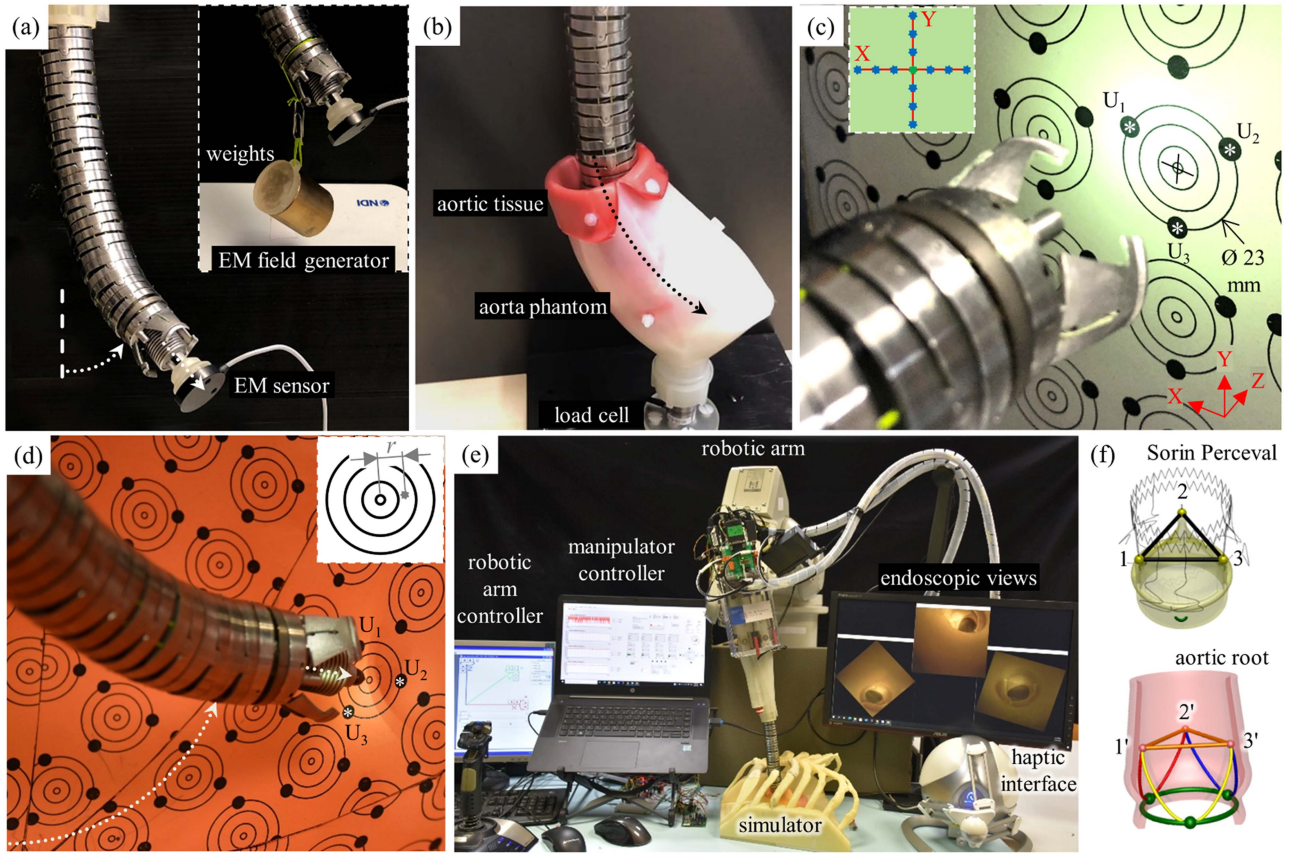 (a)
weights
NDI
EM field generator
EM sensor
(b)
aortic tissue
aorta phantom
load cell
(c)
Y
X
U1
U2
U3
Ø 23
mm
Y
Z
X
(d)
r
U1
U2
U3
(e)
robotic arm
manipulator
controller
robotic
arm
controller
endoscopic views
haptic
interface
simulator
(f)
Sorin Perceval
2
1
3
aortic root
2'
1'
3'